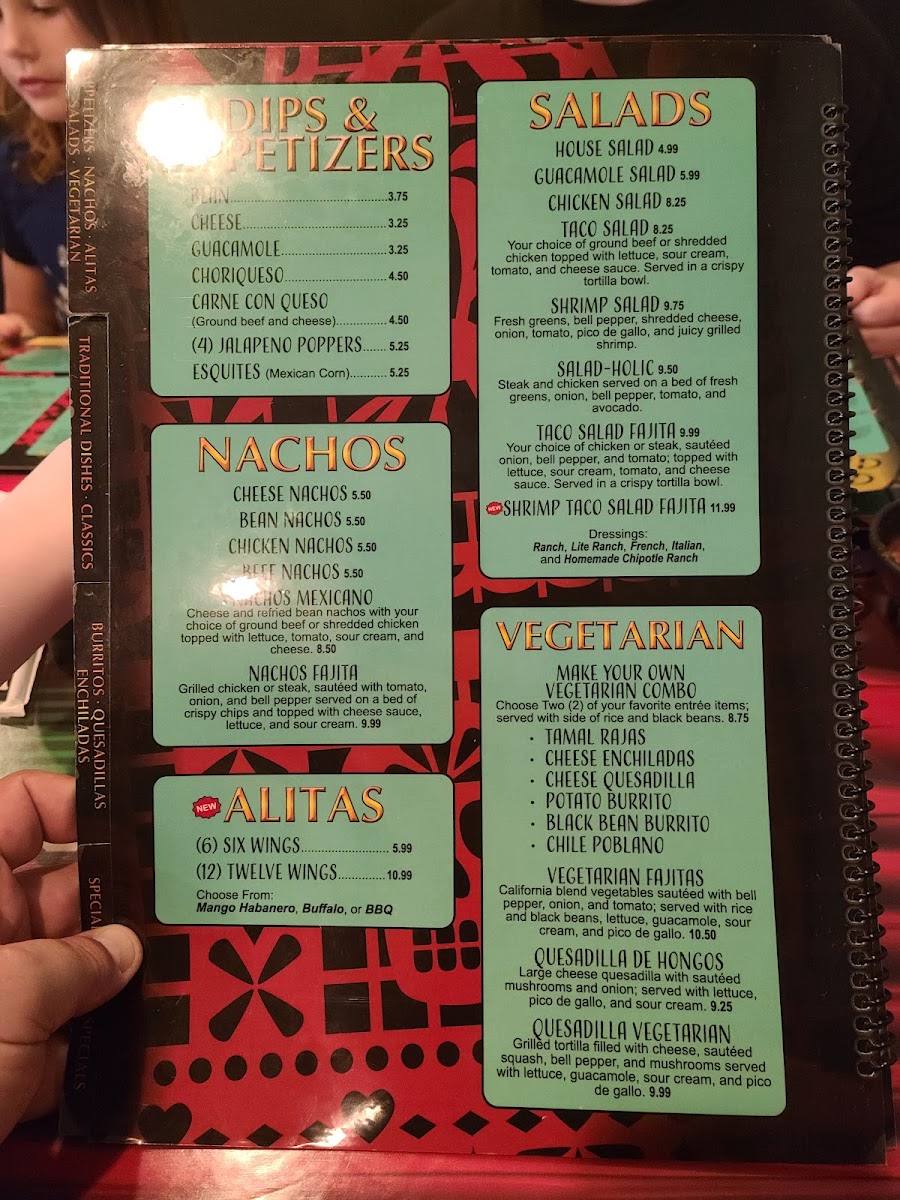 DIPS &
APPETIZERS
BEAN 3.75
CHEESE 3.25
GUACAMOLE 3.25
CHORIQUESO 4.50
CARNE CON QUESO
(Ground beef and cheese) 4.50
(4) JALAPENO POPPERS 5.25
ESQUITES (Mexican Corn) 5.25
NACHOS
CHEESE NACHOS 5.50
BEAN NACHOS 5.50
CHICKEN NACHOS 5.50
BEEF NACHOS 5.50
NACHOS MEXICANO
Cheese and refried bean nachos with your
choice of ground beef or shredded chicken
topped with lettuce, tomato, sour cream, and
cheese. 8.50
NACHOS FAJITA
Grilled chicken or steak, sautéed with tomato,
onion, and bell pepper served on a bed of
crispy chips and topped with cheese sauce,
lettuce, and sour cream. 9.99
NEW ALITAS
(6) SIX WINGS 5.99
(12) TWELVE WINGS 10.99
Choose From:
Mango Habanero, Buffalo, or BBQ
SALADS
HOUSE SALAD 4.99
GUACAMOLE SALAD 5.99
CHICKEN SALAD 8.25
TACO SALAD 8.25
Your choice of ground beef or shredded
chicken topped with lettuce, sour cream,
tomato, and cheese sauce. Served in a crispy
tortilla bowl.
SHRIMP SALAD 9.75
Fresh greens, bell pepper, shredded cheese,
onion, tomato, pico de gallo, and juicy grilled
shrimp.
SALAD-HOLIC 9.50
Steak and chicken served on a bed of fresh
greens, onion, bell pepper, tomato, and
avocado.
TACO SALAD FAJITA 9.99
Your choice of chicken or steak, sautéed
onion, bell pepper, and tomato; topped with
lettuce, sour cream, tomato, and cheese
sauce. Served in a crispy tortilla bowl.
NEW SHRIMP TACO SALAD FAJITA 11.99
Dressings:
Ranch, Lite Ranch, French, Italian,
and Homemade Chipotle Ranch
VEGETARIAN
MAKE YOUR OWN
VEGETARIAN COMBO
Choose Two (2) of your favorite entrée items;
served with side of rice and black beans. 8.75
• TAMAL RAJAS
• CHEESE ENCHILADAS
• CHEESE QUESADILLA
• POTATO BURRITO
• BLACK BEAN BURRITO
• CHILE POBLANO
VEGETARIAN FAJITAS
California blend vegetables sautéed with bell
pepper, onion, and tomato; served with rice
and black beans, lettuce, guacamole, sour
cream, and pico de gallo. 10.50
QUESADILLA DE HONGOS
Large cheese quesadilla with sautéed
mushrooms and onion; served with lettuce,
pico de gallo, and sour cream. 9.25
QUESADILLA VEGETARIAN
Grilled tortilla filled with cheese, sautéed
squash, bell pepper, and mushrooms served
with lettuce, guacamole, sour cream, and pico
de gallo. 9.99
PETIZERS · NACHOS · ALITAS
SALADS · VEGETARIAN
TRADITIONAL DISHES · CLASSICS
BURRITOS · QUESADILLAS
ENCHILADAS
SPECIA
SPECIALS